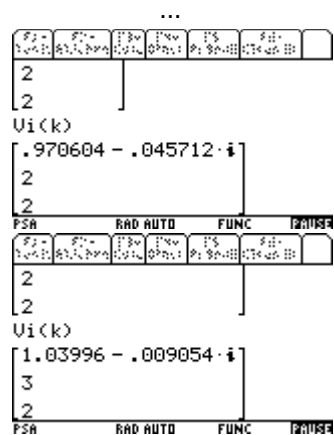 ...
2
2
Vi(k)
[.970604 - .045712·i]
2
2
PSA RAD AUTO FUNC PAUSE
2
2
Vi(k)
[1.03996 - .009054·i]
3
2
PSA RAD AUTO FUNC PAUSE